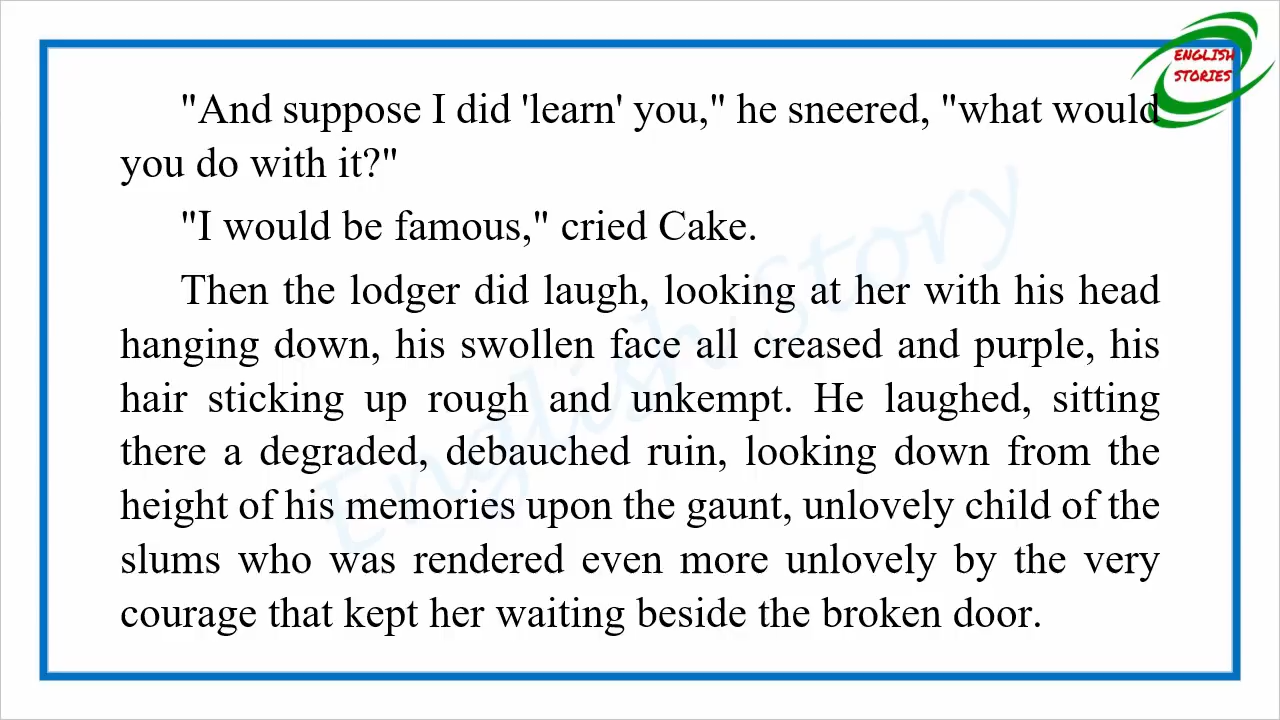 ENGLISH
STORIES
"And suppose I did 'learn' you," he sneered, "what would
you do with it?"
"I would be famous," cried Cake.
Then the lodger did laugh, looking at her with his head
hanging down, his swollen face all creased and purple, his
hair sticking up rough and unkempt. He laughed, sitting
there a degraded, debauched ruin, looking down from the
height of his memories upon the gaunt, unlovely child of the
slums who was rendered even more unlovely by the very
courage that kept her waiting beside the broken door.
English story